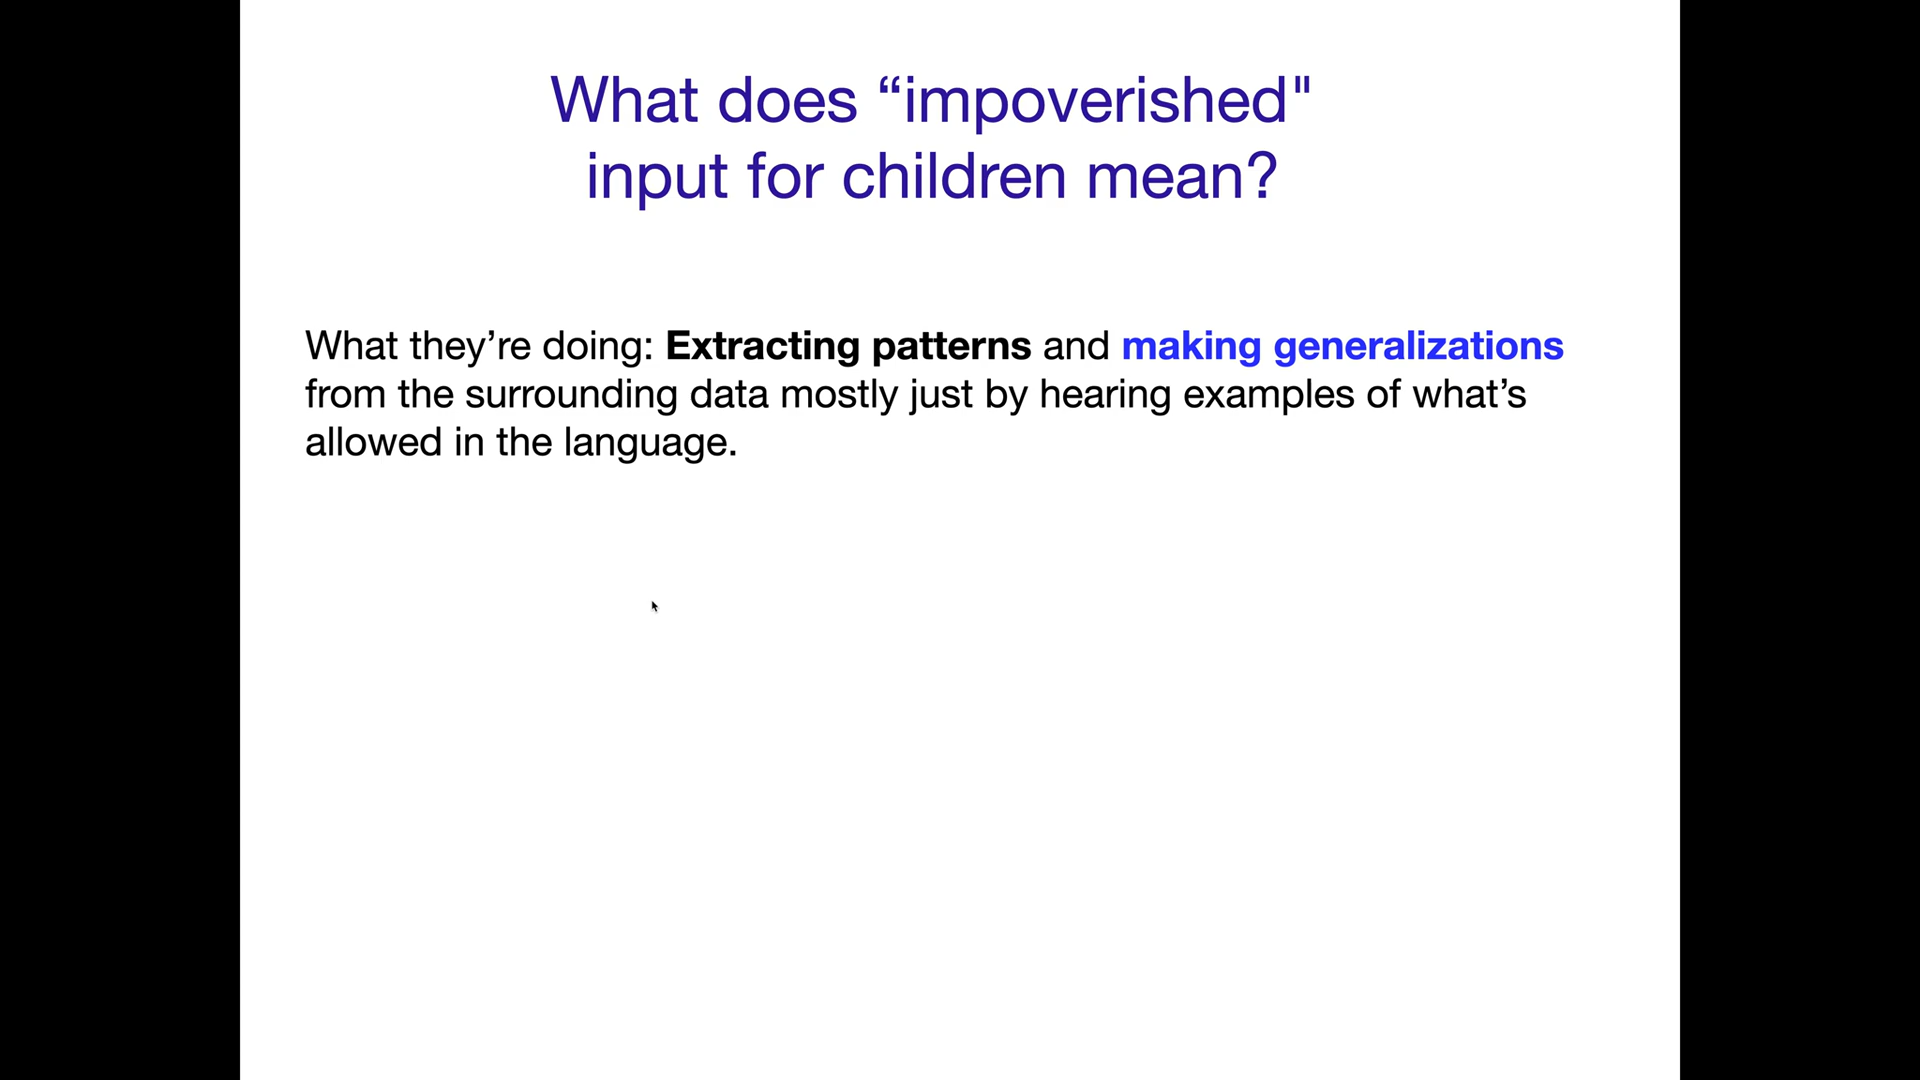 What does “impoverished"
input for children mean?
What they’re doing: Extracting patterns and making generalizations
from the surrounding data mostly just by hearing examples of what’s
allowed in the language.